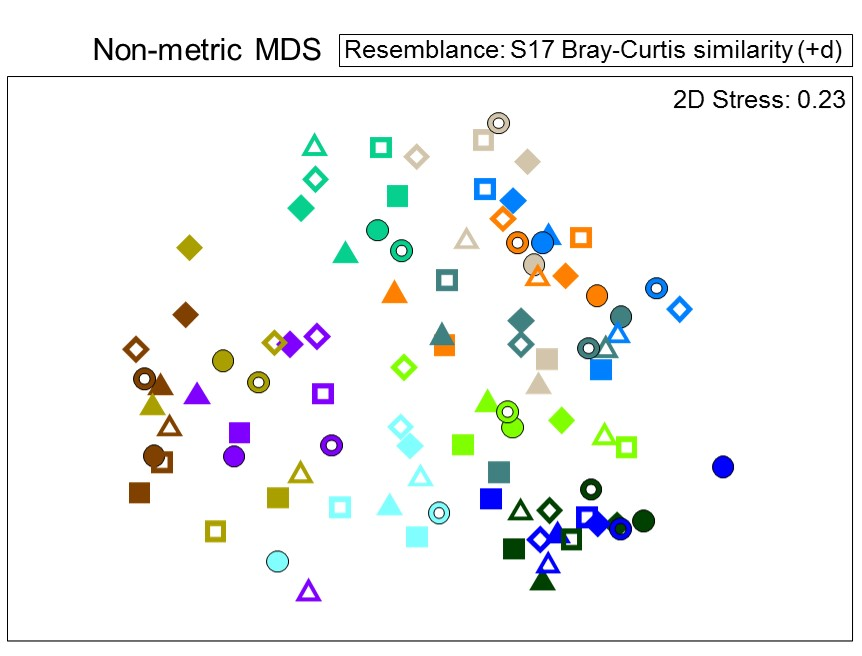 Non-metric MDS
Resemblance: S17 Bray-Curtis similarity (+d)
2D Stress: 0.23